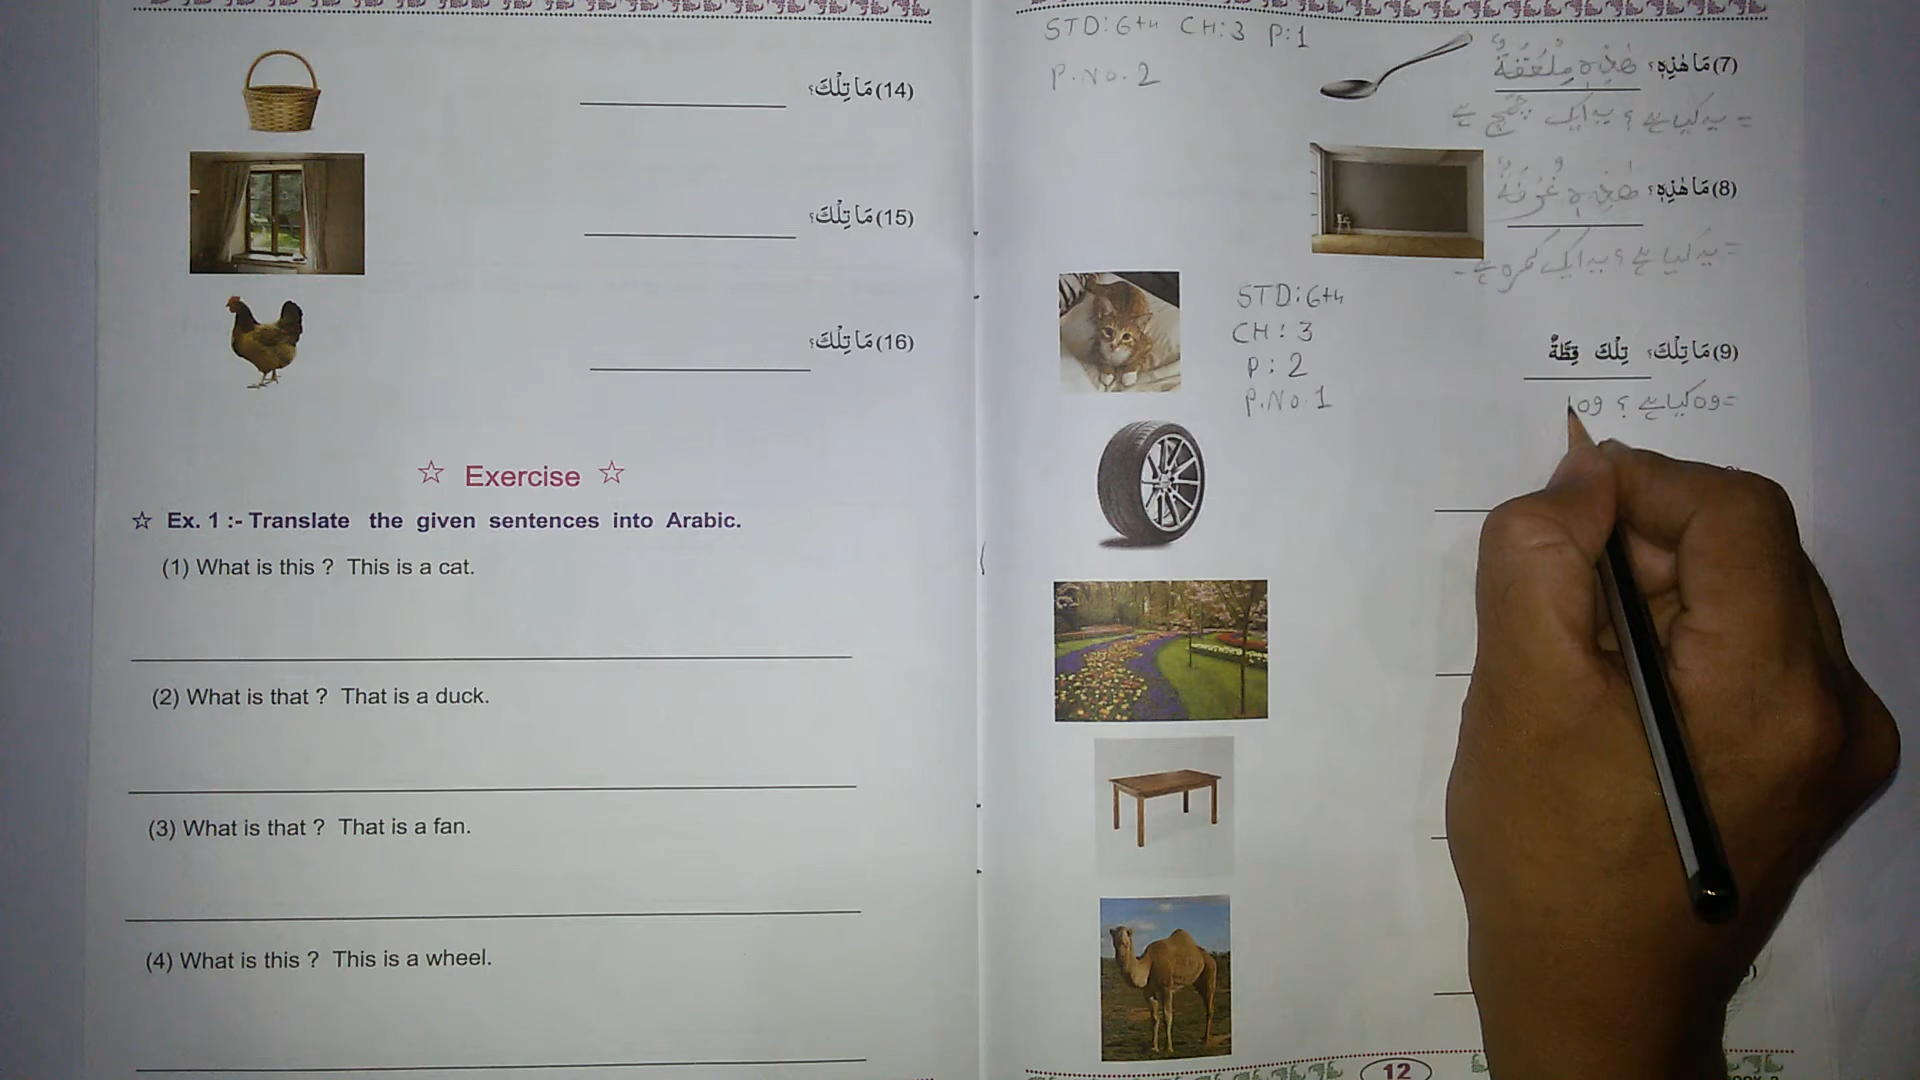 (14) مَا تِلْكَ؟
(15) مَا تِلْكَ؟
(16) مَا تِلْكَ؟
☆ Exercise ☆
☆ Ex. 1 :- Translate the given sentences into Arabic.
(1) What is this ? This is a cat.
(2) What is that ? That is a duck.
(3) What is that ? That is a fan.
(4) What is this ? This is a wheel.
STD: 6th CH: 3 P: 1
P. No. 2
(7) مَا هٰذِهٖ؟ هٰذِهٖ مِلْعَقَةٌ
= یہ کیا ہے ؟ یہ ایک چمچ ہے
(8) مَا هٰذِهٖ؟ هٰذِهٖ غُرْفَةٌ
= یہ کیا ہے ؟ یہ ایک کمرہ ہے۔
STD: 6th
CH: 3
P: 2
P. No. 1
(9) مَا تِلْكَ؟ تِلْكَ قِطَّةٌ
= وہ کیا ہے ؟ وہ ا
12